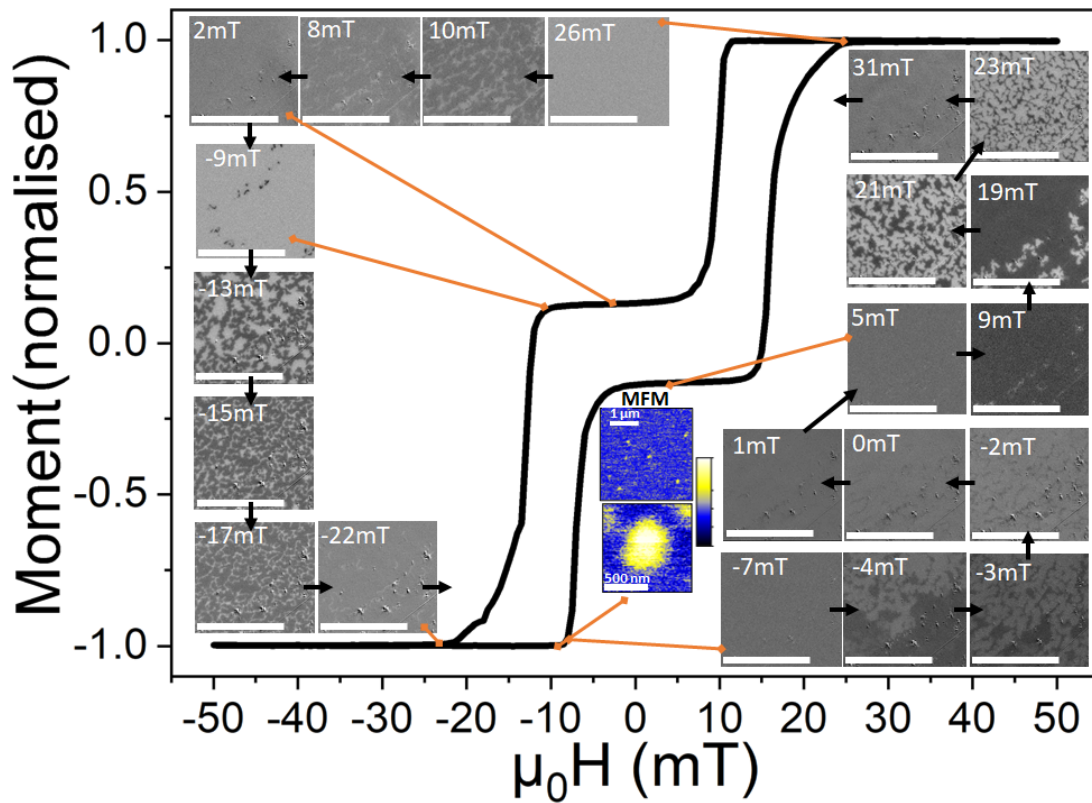 2mT 8mT 10mT 26mT
31mT 23mT
-9mT
21mT 19mT
-13mT
5mT 9mT
-15mT
MFM
1 µm
1mT 0mT -2mT
-17mT -22mT
500 nm
-7mT -4mT -3mT
Moment (normalised)
1.0
0.5
0.0
-0.5
-1.0
-50 -40 -30 -20 -10 0 10 20 30 40 50
µ0H (mT)